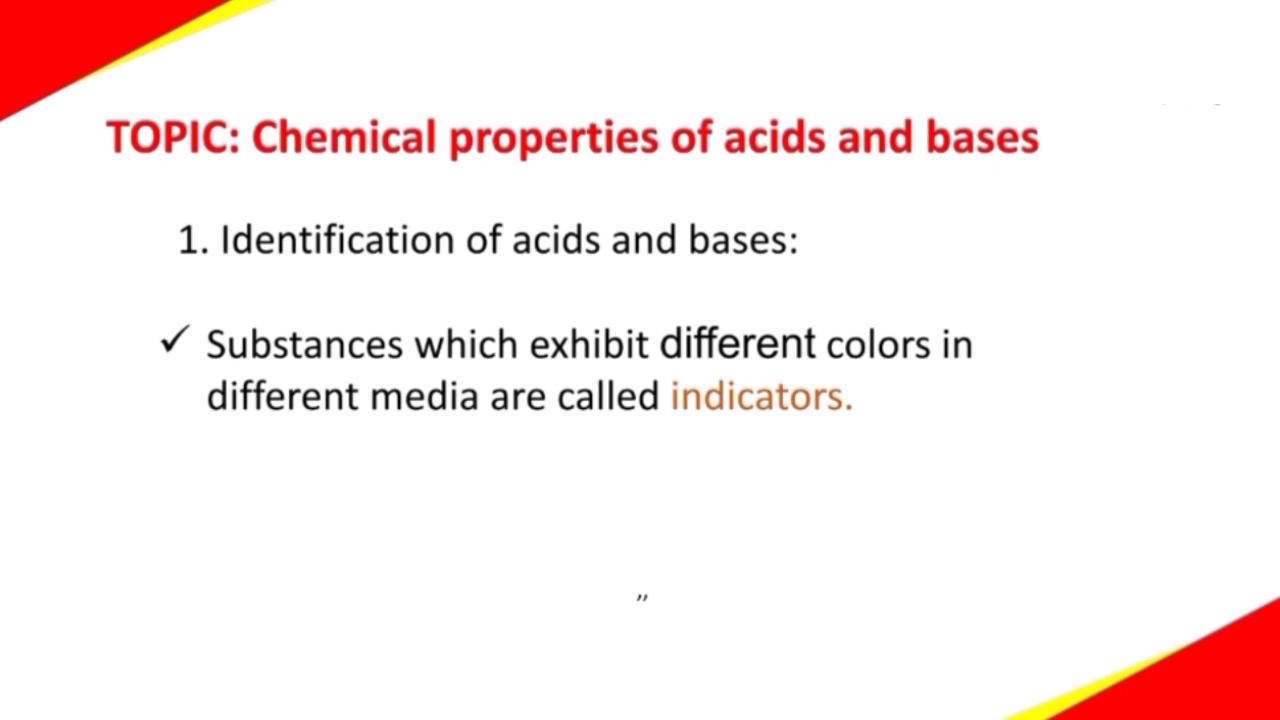 TOPIC: Chemical properties of acids and bases
1. Identification of acids and bases:
✓ Substances which exhibit different colors in
different media are called indicators.
,,